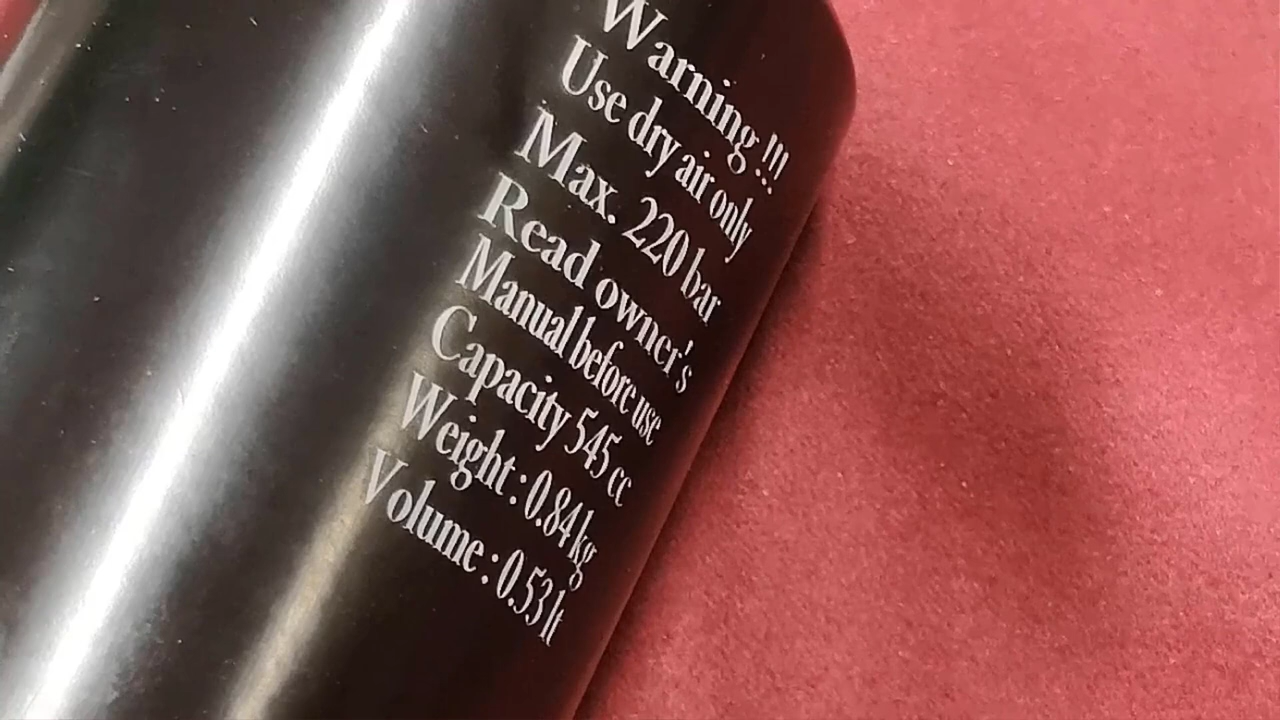 Warning !!!
Use dry air only
Max. 220 bar
Read owner's
Manual before use
Capacity 545 cc
Weight : 0.84 kg
Volume : 0.53 lt